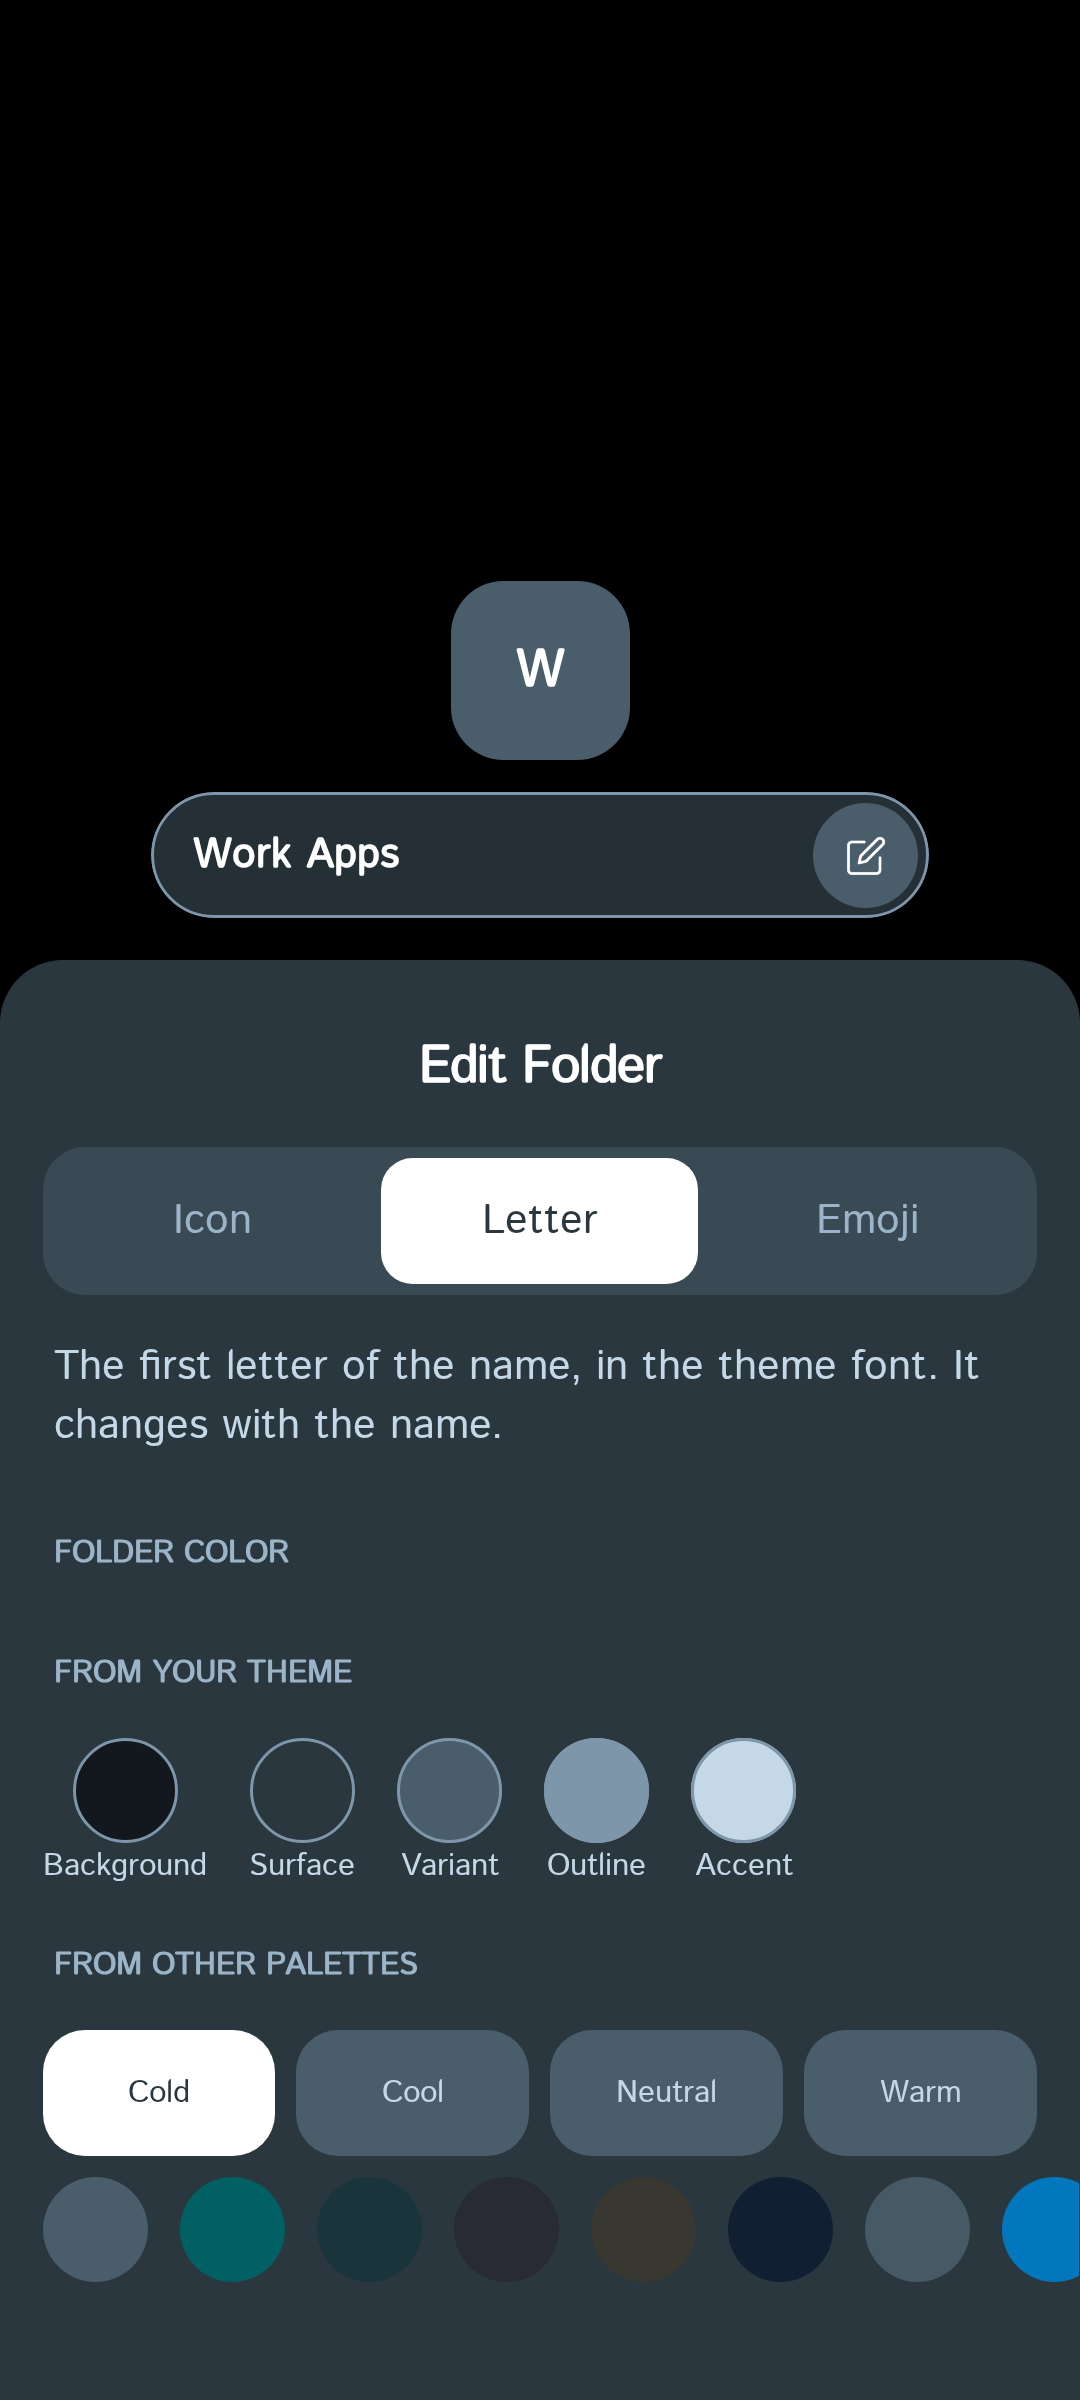 W
Work Apps
Edit Folder
Icon Letter Emoji
The first letter of the name, in the theme font. It
changes with the name.
FOLDER COLOR
FROM YOUR THEME
Background Surface Variant Outline Accent
FROM OTHER PALETTES
Cold Cool Neutral Warm